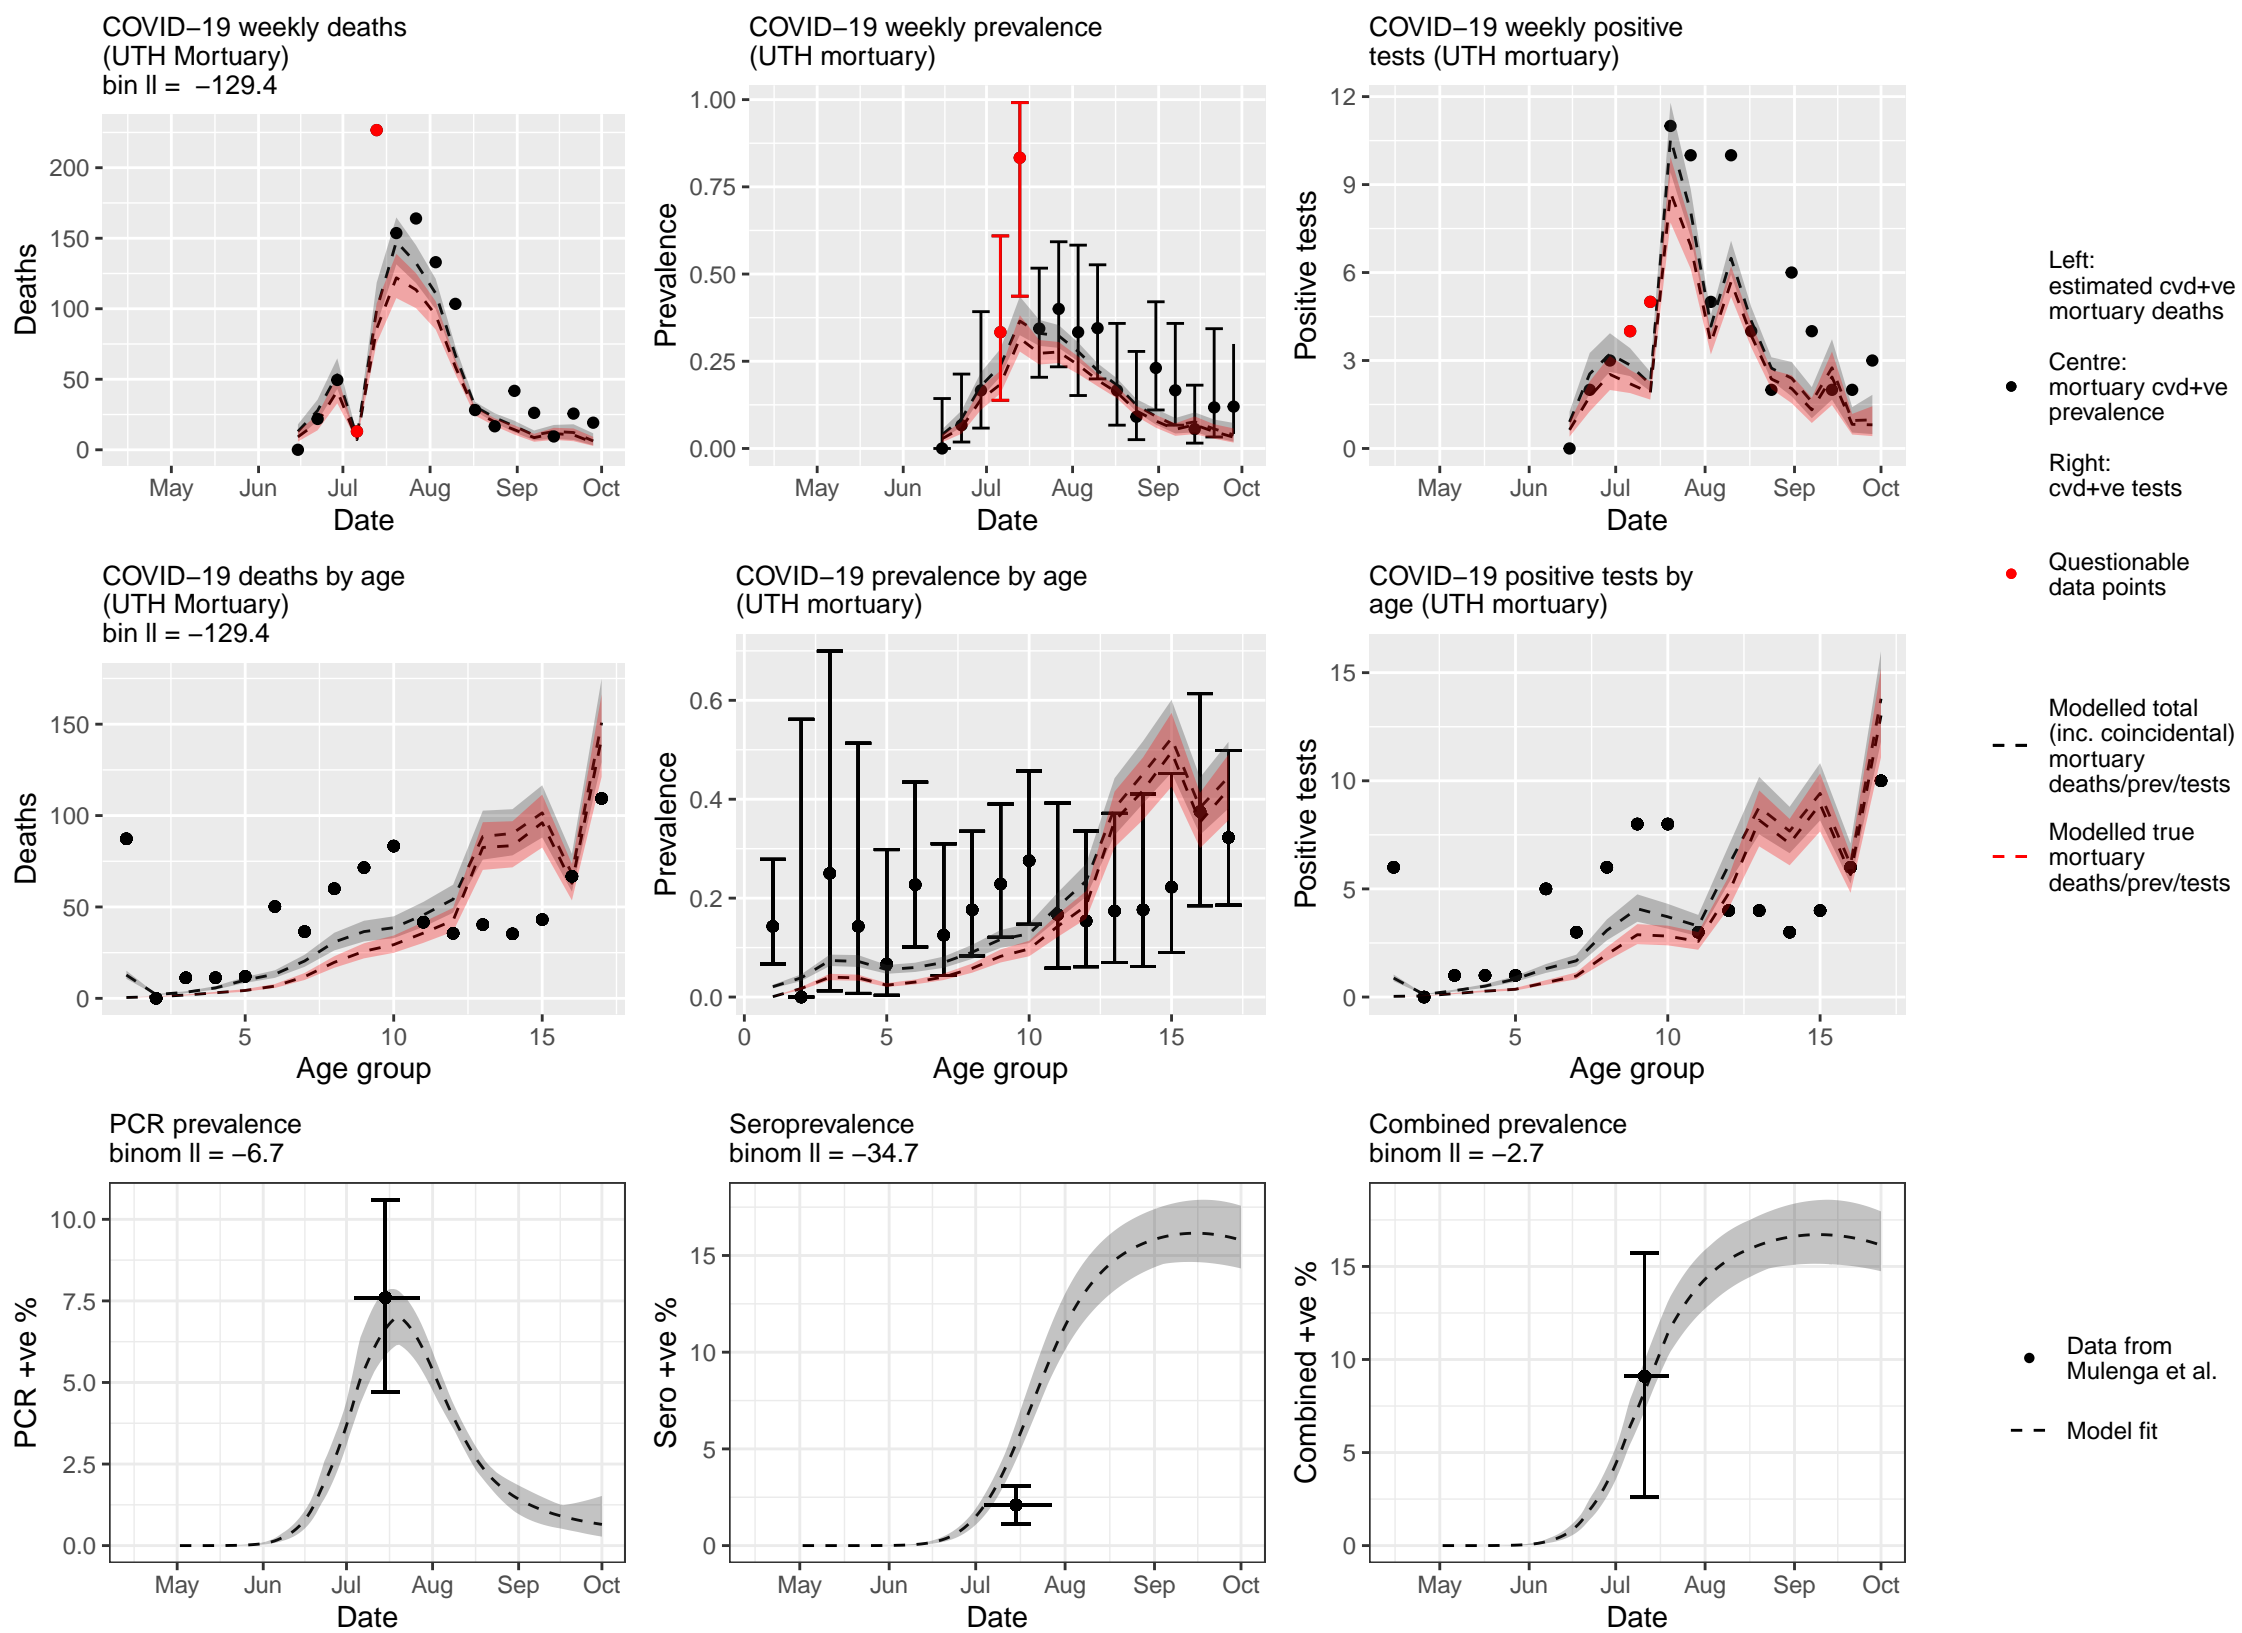 COVID−19 weekly deaths
(UTH Mortuary)
bin ll =  −129.4
Deaths
200
150
100
50
0
May Jun Jul Aug Sep Oct
Date
COVID−19 weekly prevalence
(UTH mortuary)
Prevalence
1.00
0.75
0.50
0.25
0.00
May Jun Jul Aug Sep Oct
Date
COVID−19 weekly positive
tests (UTH mortuary)
Positive tests
12
9
6
3
0
May Jun Jul Aug Sep Oct
Date
Left:
estimated cvd+ve
mortuary deaths
Centre:
mortuary cvd+ve
prevalence
Right:
cvd+ve tests
Questionable
data points
Modelled total
(inc. coincidental)
mortuary
deaths/prev/tests
Modelled true
mortuary
deaths/prev/tests
COVID−19 deaths by age
(UTH Mortuary)
bin ll = −129.4
Deaths
150
100
50
0
5 10 15
Age group
COVID−19 prevalence by age
(UTH mortuary)
Prevalence
0.6
0.4
0.2
0.0
0 5 10 15
Age group
COVID−19 positive tests by
age (UTH mortuary)
Positive tests
15
10
5
0
5 10 15
Age group
PCR prevalence
binom ll = −6.7
PCR +ve %
10.0
7.5
5.0
2.5
0.0
May Jun Jul Aug Sep Oct
Date
Seroprevalence
binom ll = −34.7
Sero +ve %
15
10
5
0
May Jun Jul Aug Sep Oct
Date
Combined prevalence
binom ll = −2.7
Combined +ve %
15
10
5
0
May Jun Jul Aug Sep Oct
Date
Data from
Mulenga et al.
Model fit